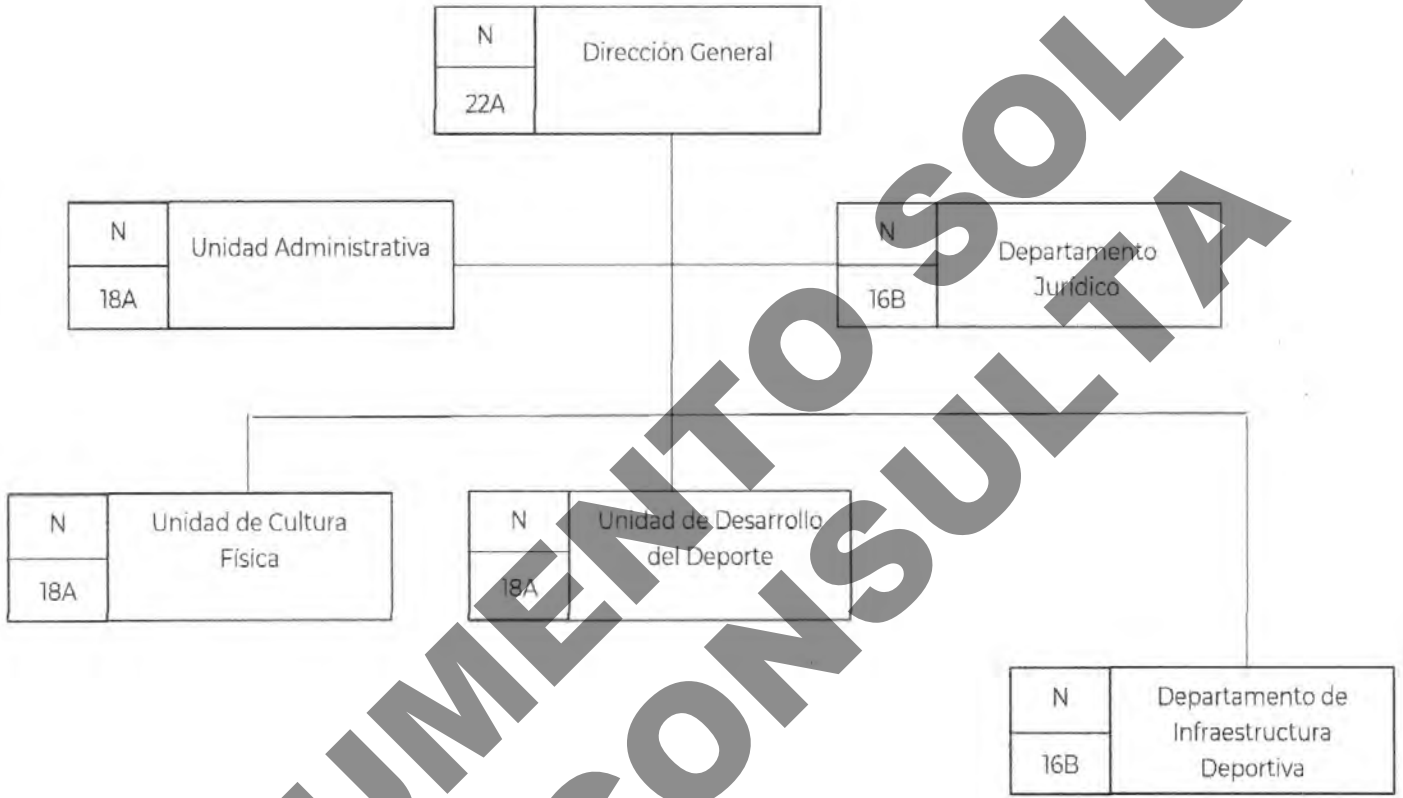 N
Dirección General
22A
N
Unidad Administrativa
18A
N
Departamento
Jurídico
16B
N
Unidad de Cultura
Física
18A
N
Unidad de Desarrollo
del Deporte
18A
N
Departamento de
Infraestructura
Deportiva
16B
SOLO
CONSULTA